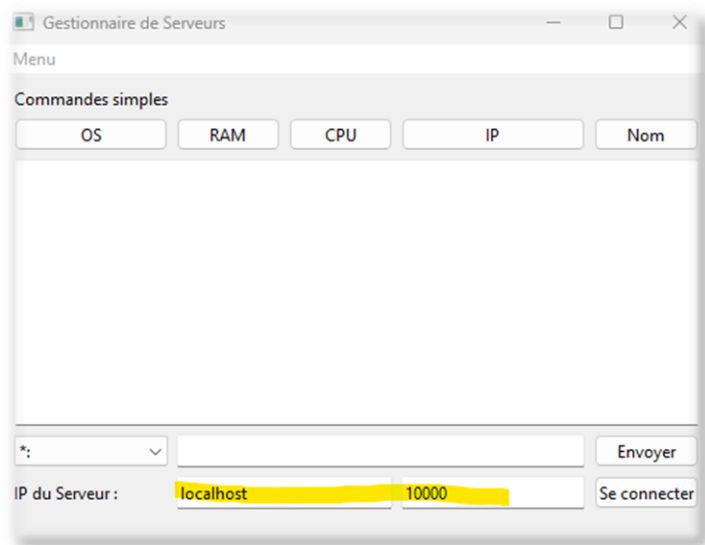 Gestionnaire de Serveurs
Menu
Commandes simples
OS RAM CPU IP Nom
*: Envoyer
IP du Serveur : localhost 10000 Se connecter